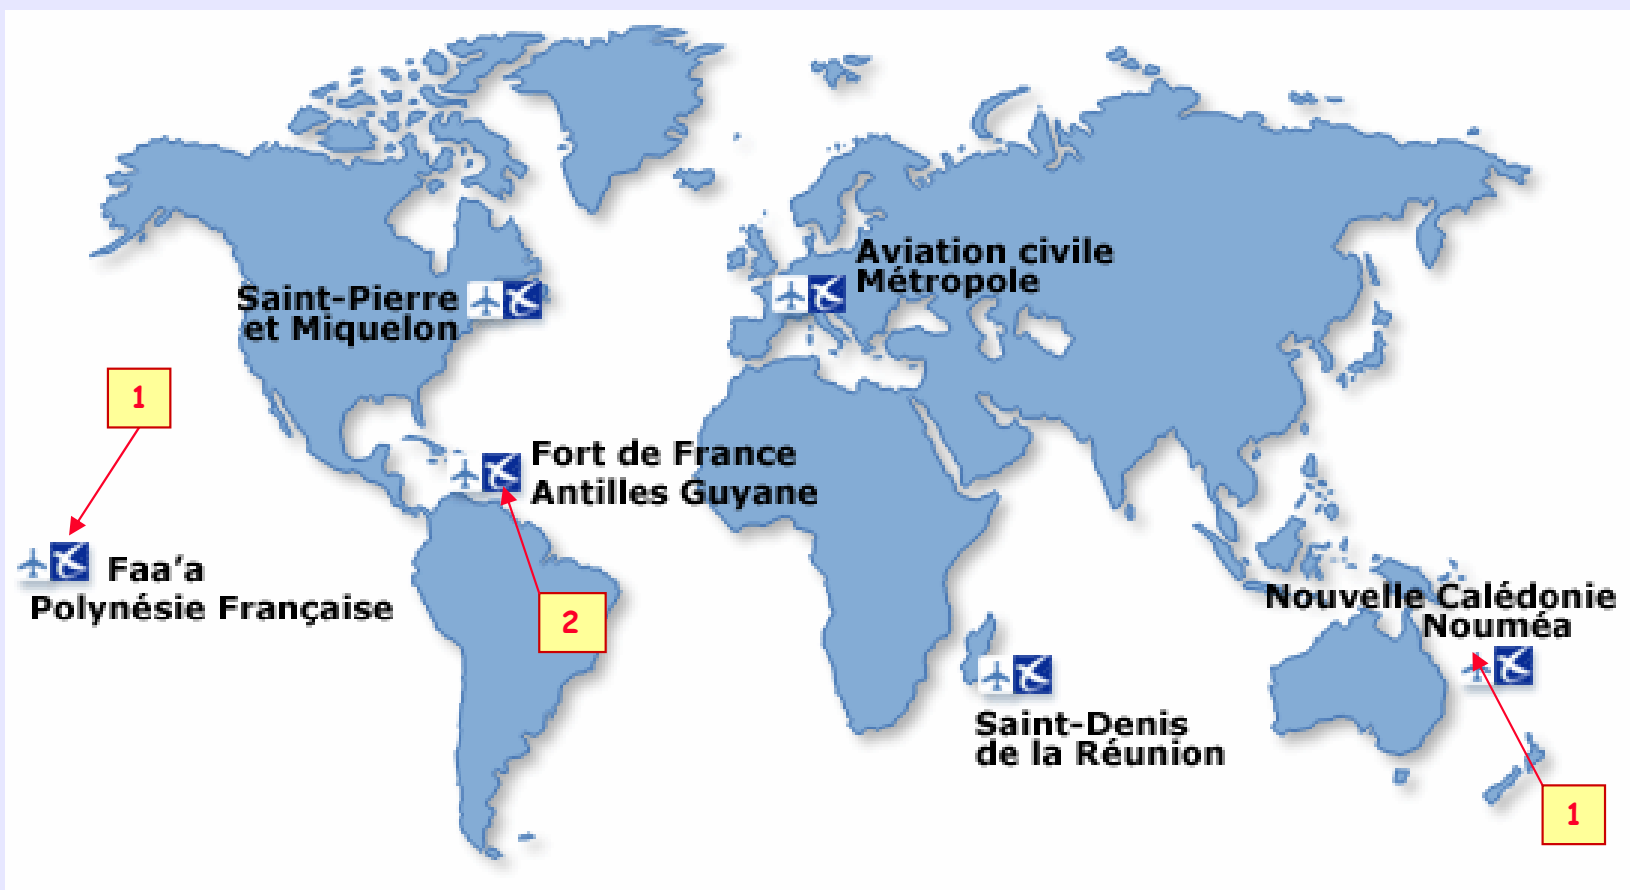 Aviation civile
Métropole
Saint-Pierre
et Miquelon
1
Fort de France
Antilles Guyane
Faa’a
Polynésie Française
2
Nouvelle Calédonie
Nouméa
Saint-Denis
de la Réunion
1